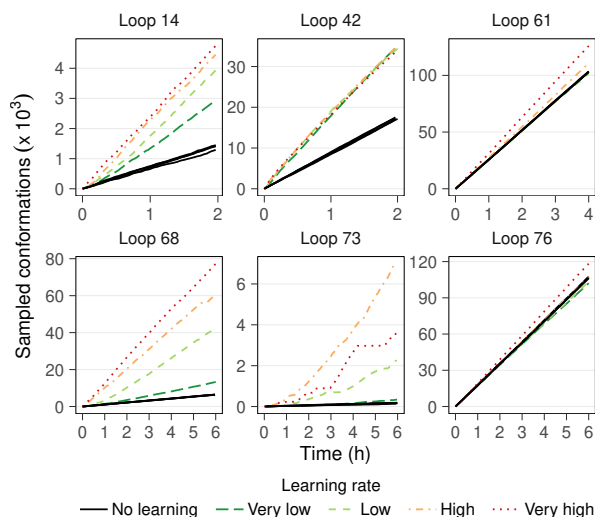 Loop 14 Loop 42 Loop 61
Sampled conformations (x 10³)
4
3
2
1
0
0 1 2
30
20
10
0
0 1 2
100
50
0
0 1 2 3 4
Loop 68 Loop 73 Loop 76
80
60
40
20
0
0 1 2 3 4 5 6
6
4
2
0
0 1 2 3 4 5 6
120
90
60
30
0
0 1 2 3 4 5 6
Time (h)
Learning rate
No learning Very low Low High Very high